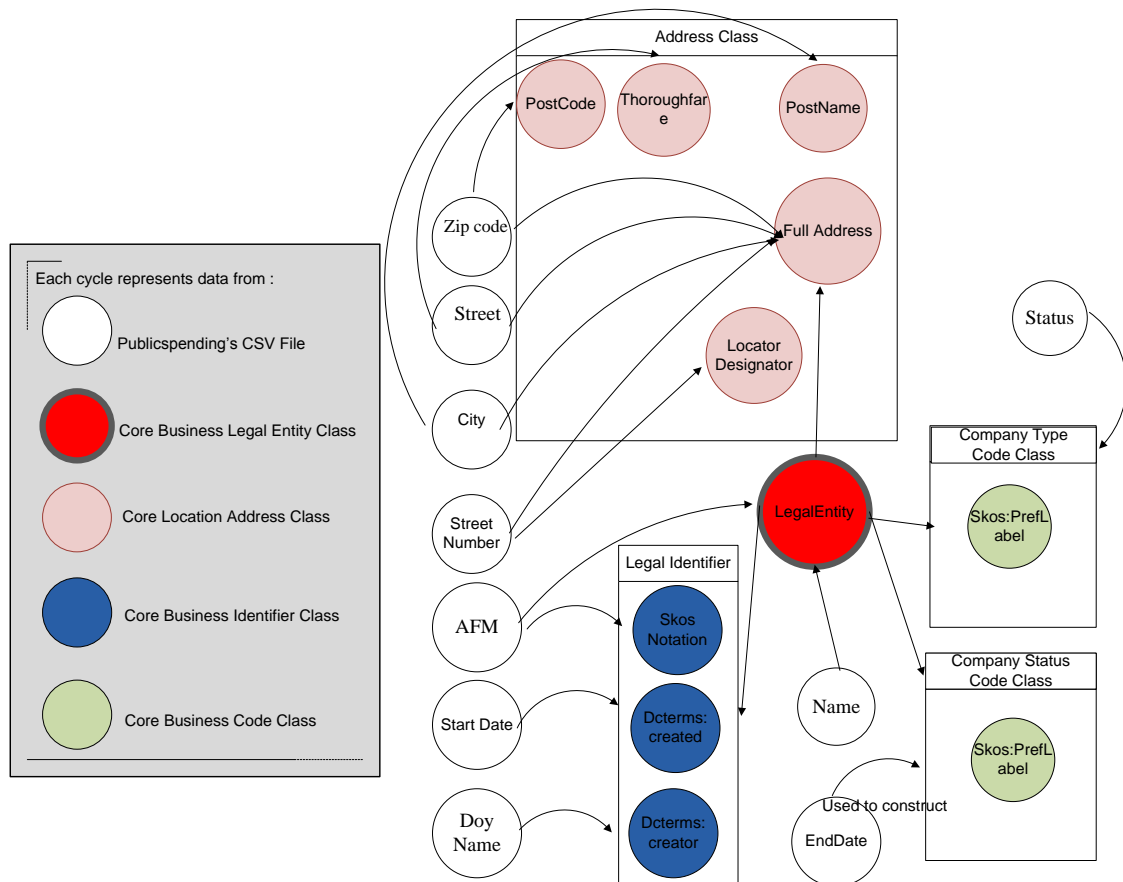 Address Class
PostCode
Thoroughfar
e
PostName
Zip code
Full Address
Each cycle represents data from :
Publicspending's CSV File
Core Business Legal Entity Class
Core Location Address Class
Core Business Identifier Class
Core Business Code Class
Street
Status
Locator
Designator
City
Company Type
Code Class
Street
Number
LegalEntity
Skos:PrefL
abel
Legal Identifier
AFM
Skos
Notation
Company Status
Code Class
Start Date
Dcterms:
created
Name
Skos:PrefL
abel
Used to construct
Doy
Name
Dcterms:
creator
EndDate